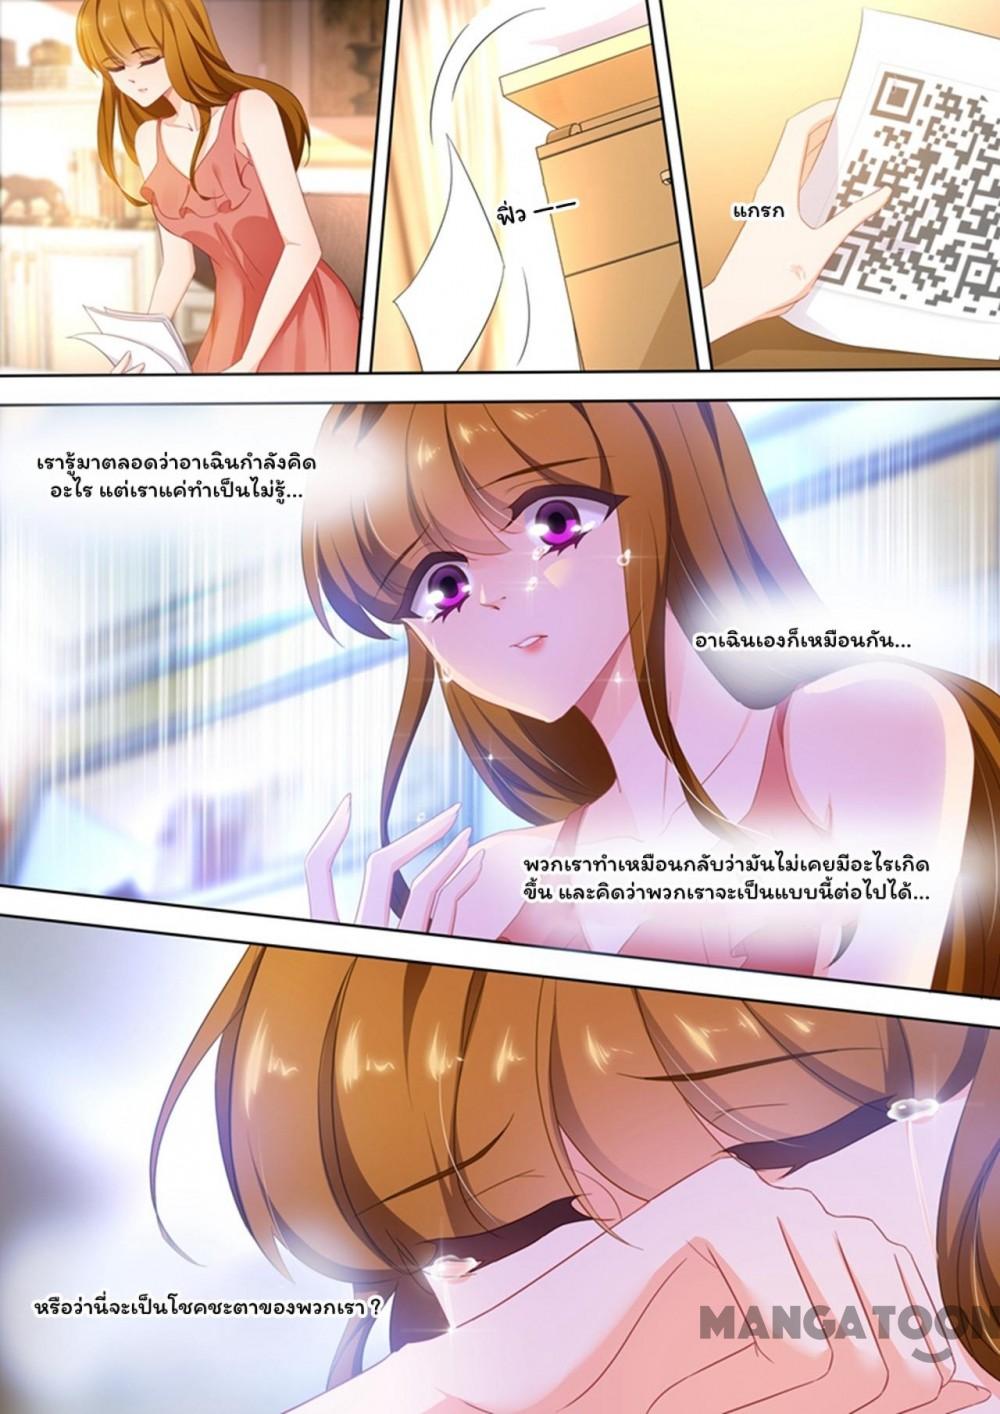 ฟิ่ว ——
แกรก
เรารู้มาตลอดว่าอาเฉินกำลังคิด
อะไร แต่เราแค่ทำเป็นไม่รู้...
อาเฉินเองก็เหมือนกัน...
พวกเราทำเหมือนกลับว่ามันไม่เคยมีอะไรเกิด
ขึ้น และคิดว่าพวกเราจะเป็นแบบนี้ต่อไปได้...
หรือว่านี่จะเป็นโชคชะตาของพวกเรา ?
MANGATOON